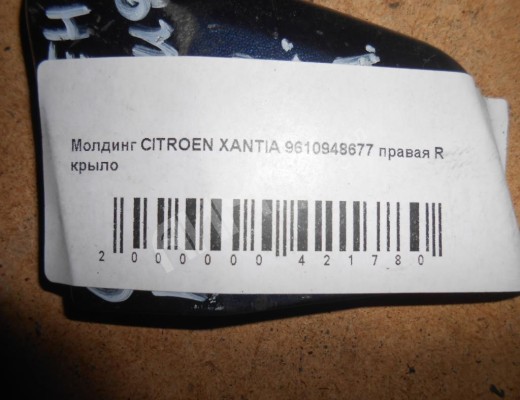 Молдинг CITROEN XANTIA 9610948677 правая R
крыло
2 000000 421780